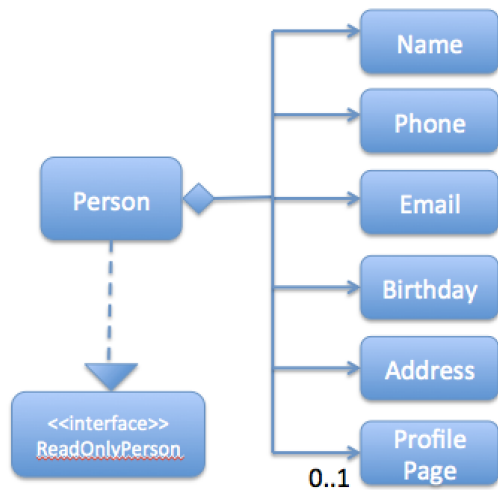 Name
Phone
Person
Email
Birthday
Address
<<interface>>
ReadOnlyPerson
Profile
Page
0..1